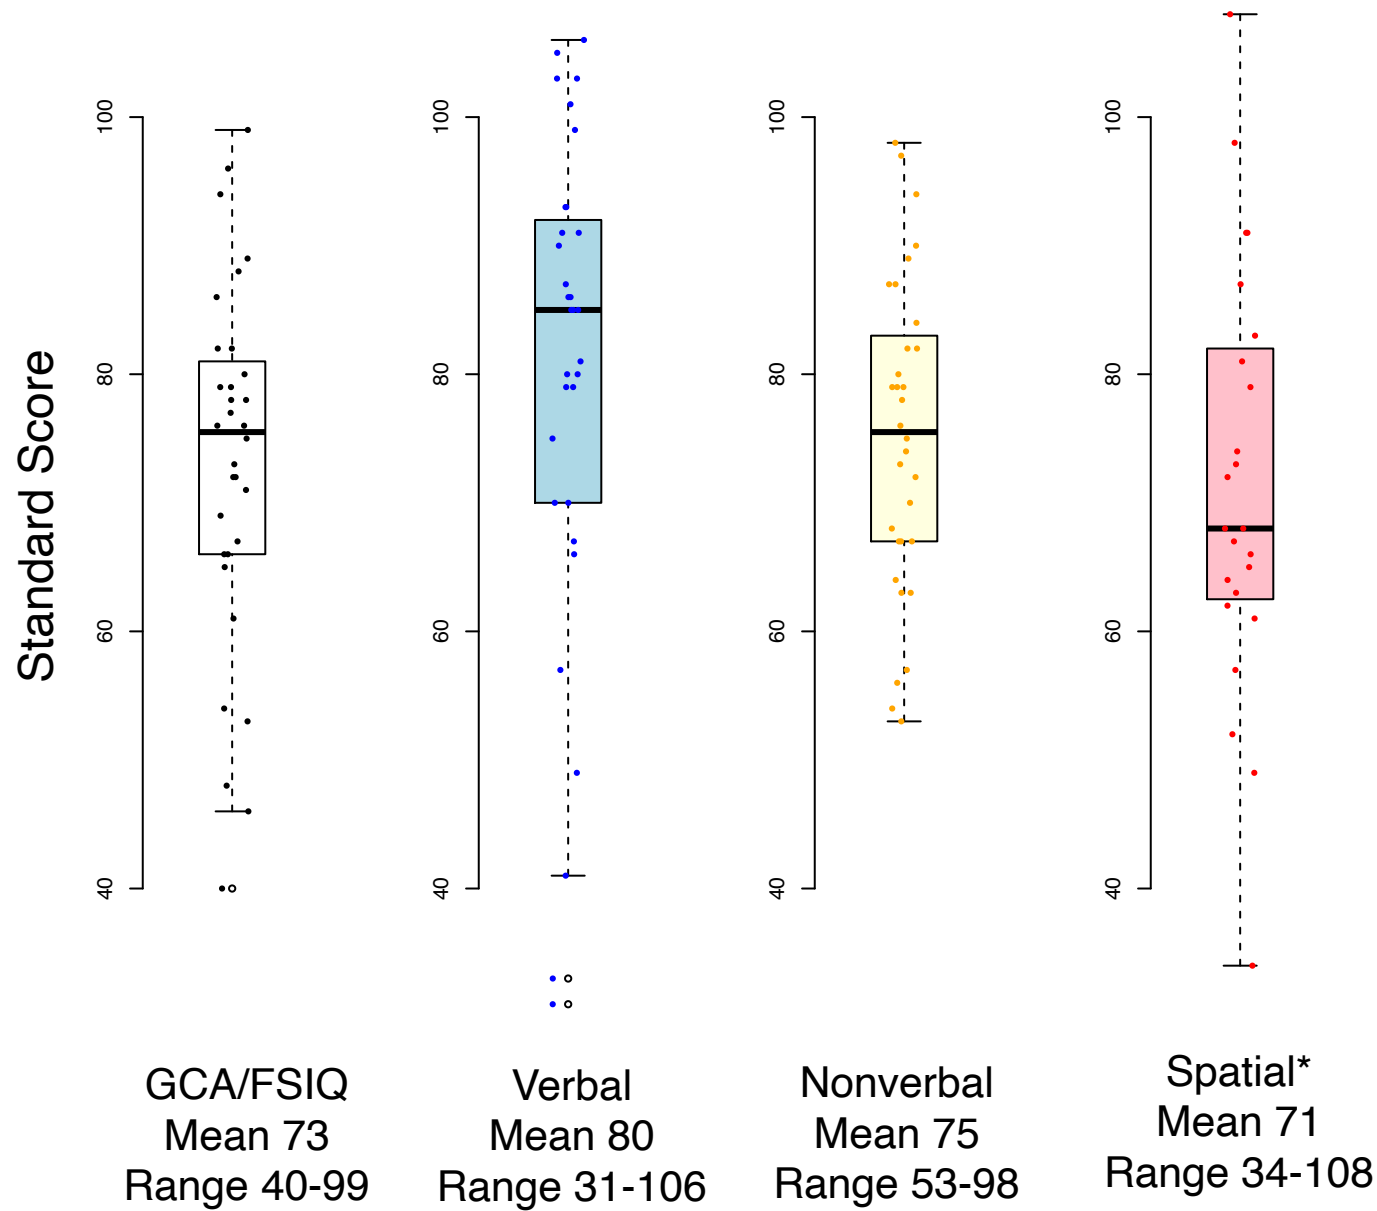 Standard Score
100
80
60
40
100
80
60
40
100
80
60
40
100
80
60
40
GCA/FSIQ
Mean 73
Range 40-99
Verbal
Mean 80
Range 31-106
Nonverbal
Mean 75
Range 53-98
Spatial*
Mean 71
Range 34-108